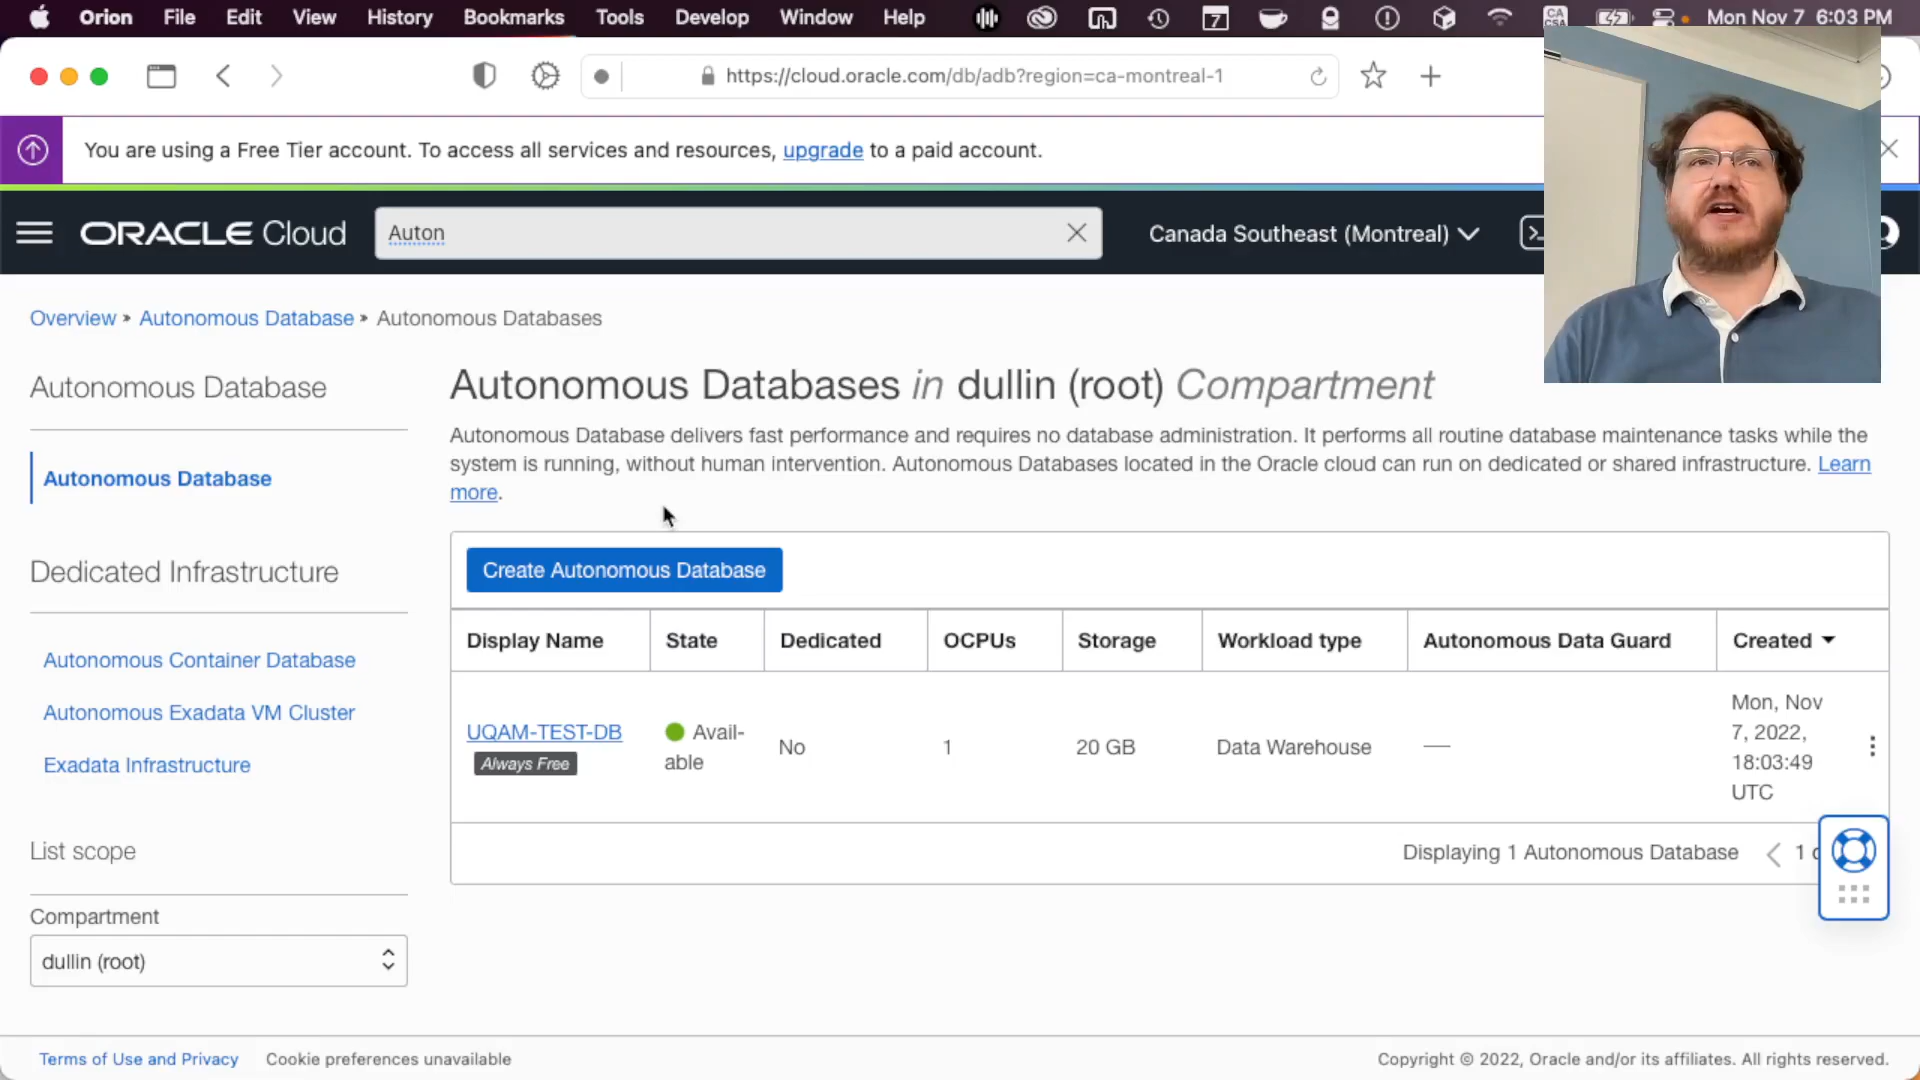 Orion File Edit View History Bookmarks Tools Develop Window Help 7 CA CSA Mon Nov 7 6:03 PM
https://cloud.oracle.com/db/adb?region=ca-montreal-1
You are using a Free Tier account. To access all services and resources, upgrade to a paid account.
ORACLE Cloud
Auton
Canada Southeast (Montreal)
Overview » Autonomous Database » Autonomous Databases
Autonomous Database
Autonomous Database
Dedicated Infrastructure
Autonomous Container Database
Autonomous Exadata VM Cluster
Exadata Infrastructure
List scope
Compartment
dullin (root)
Autonomous Databases in dullin (root) Compartment
Autonomous Database delivers fast performance and requires no database administration. It performs all routine database maintenance tasks while the
system is running, without human intervention. Autonomous Databases located in the Oracle cloud can run on dedicated or shared infrastructure. Learn
more.
Create Autonomous Database
Display Name State Dedicated OCPUs Storage Workload type Autonomous Data Guard Created
UQAM-TEST-DB
Always Free
Avail-
able
No
1
20 GB
Data Warehouse
—
Mon, Nov
7, 2022,
18:03:49
UTC
Displaying 1 Autonomous Database 1
Terms of Use and Privacy Cookie preferences unavailable
Copyright © 2022, Oracle and/or its affiliates. All rights reserved.